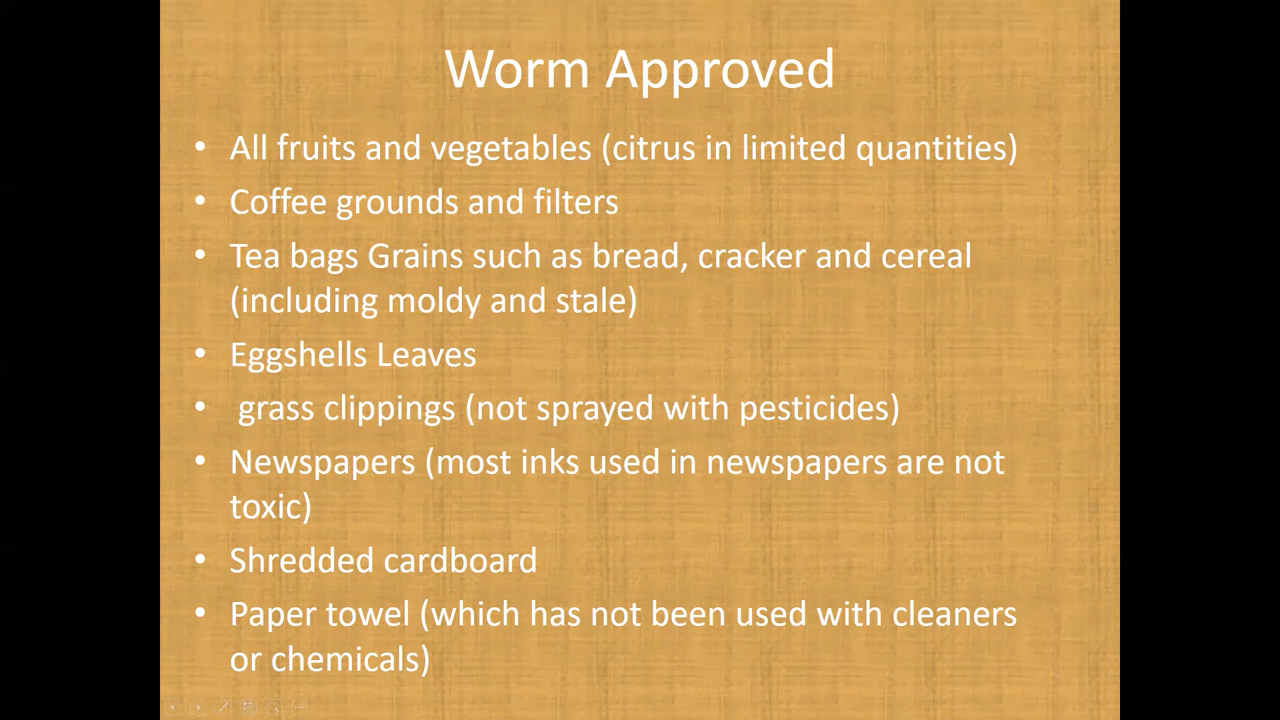 Worm Approved
• All fruits and vegetables (citrus in limited quantities)
• Coffee grounds and filters
• Tea bags Grains such as bread, cracker and cereal
(including moldy and stale)
• Eggshells Leaves
• grass clippings (not sprayed with pesticides)
• Newspapers (most inks used in newspapers are not
toxic)
• Shredded cardboard
• Paper towel (which has not been used with cleaners
or chemicals)